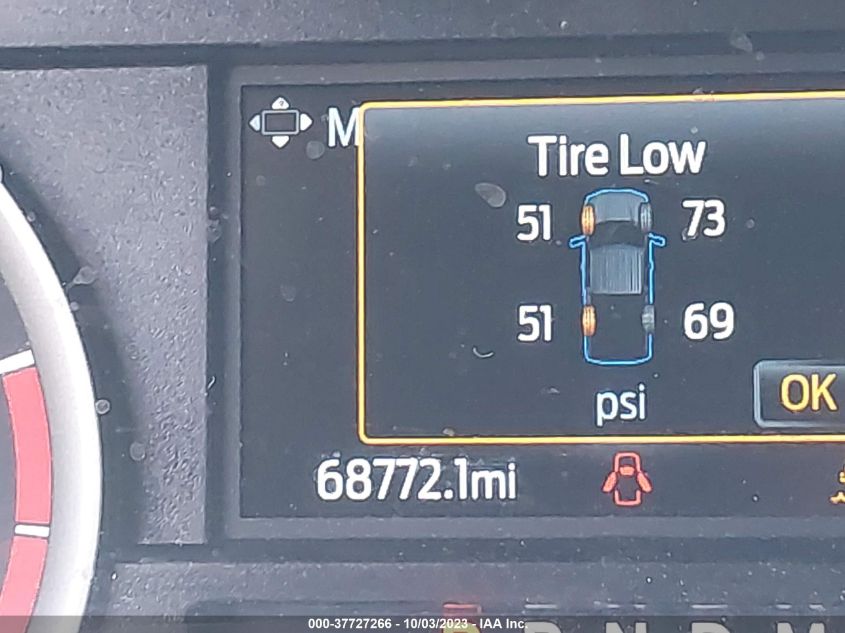 M
Tire Low
51 73
51 69
psi
OK
68772.1mi
P R N D M
000-37727266 - 10/03/2023 - IAA Inc.